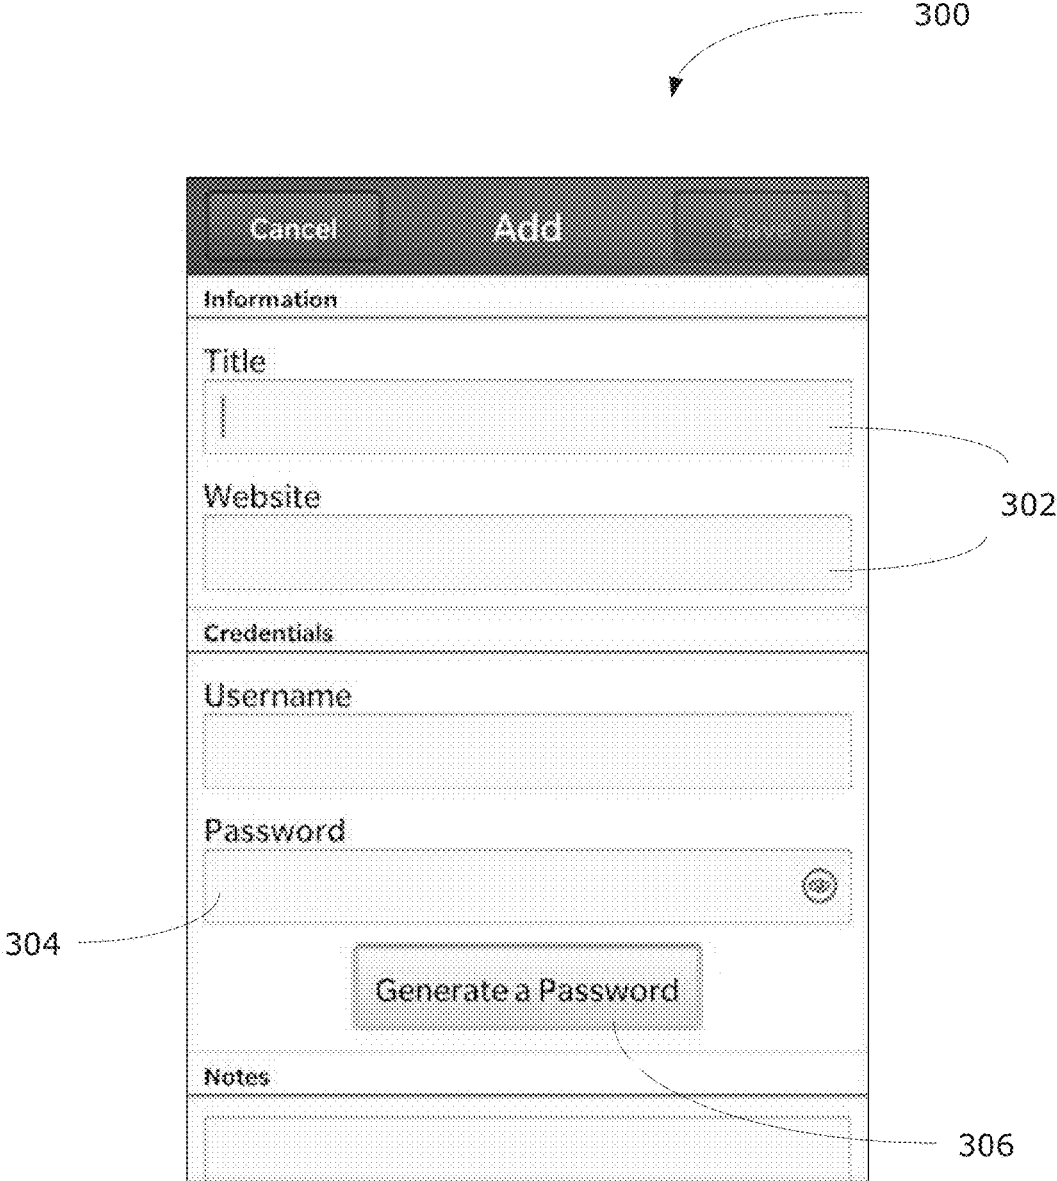 300
Cancel
Add
Information
Title
Website
302
Credentials
Username
Password
304
Generate a Password
Notes
306